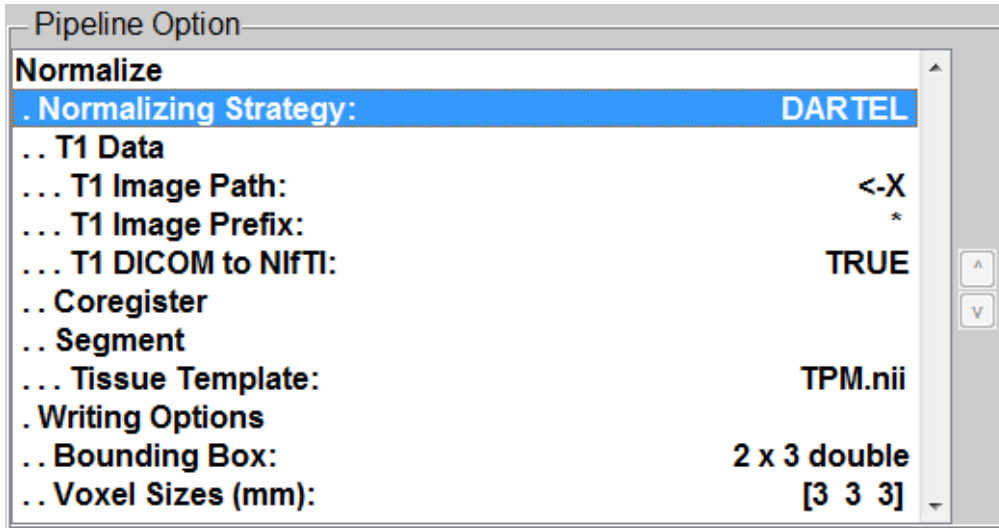 Pipeline Option
Normalize
. Normalizing Strategy: DARTEL
. . T1 Data
. . . T1 Image Path: <-X
. . . T1 Image Prefix: *
. . . T1 DICOM to NIfTI: TRUE
. . Coregister
. . Segment
. . . Tissue Template: TPM.nii
. Writing Options
. . Bounding Box: 2 x 3 double
. . Voxel Sizes (mm): [3 3 3]